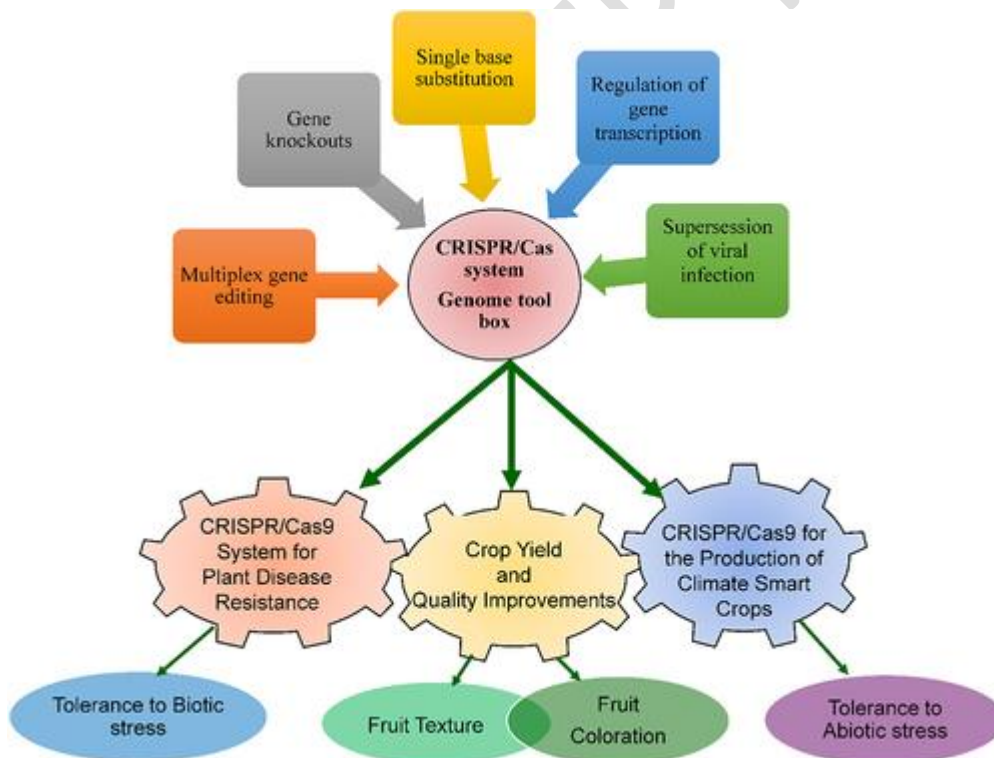 Single base
substitution
Regulation of
gene
transcription
Gene
knockouts
Supersession
of viral
infection
Multiplex gene
editing
CRISPR/Cas
system
Genome tool
box
CRISPR/Cas9
System for
Plant Disease
Resistance
Crop Yield
and
Quality Improvements
CRISPR/Cas9 for
the Production of
Climate Smart
Crops
Tolerance to Biotic
stress
Fruit Texture
Fruit
Coloration
Tolerance to
Abiotic stress